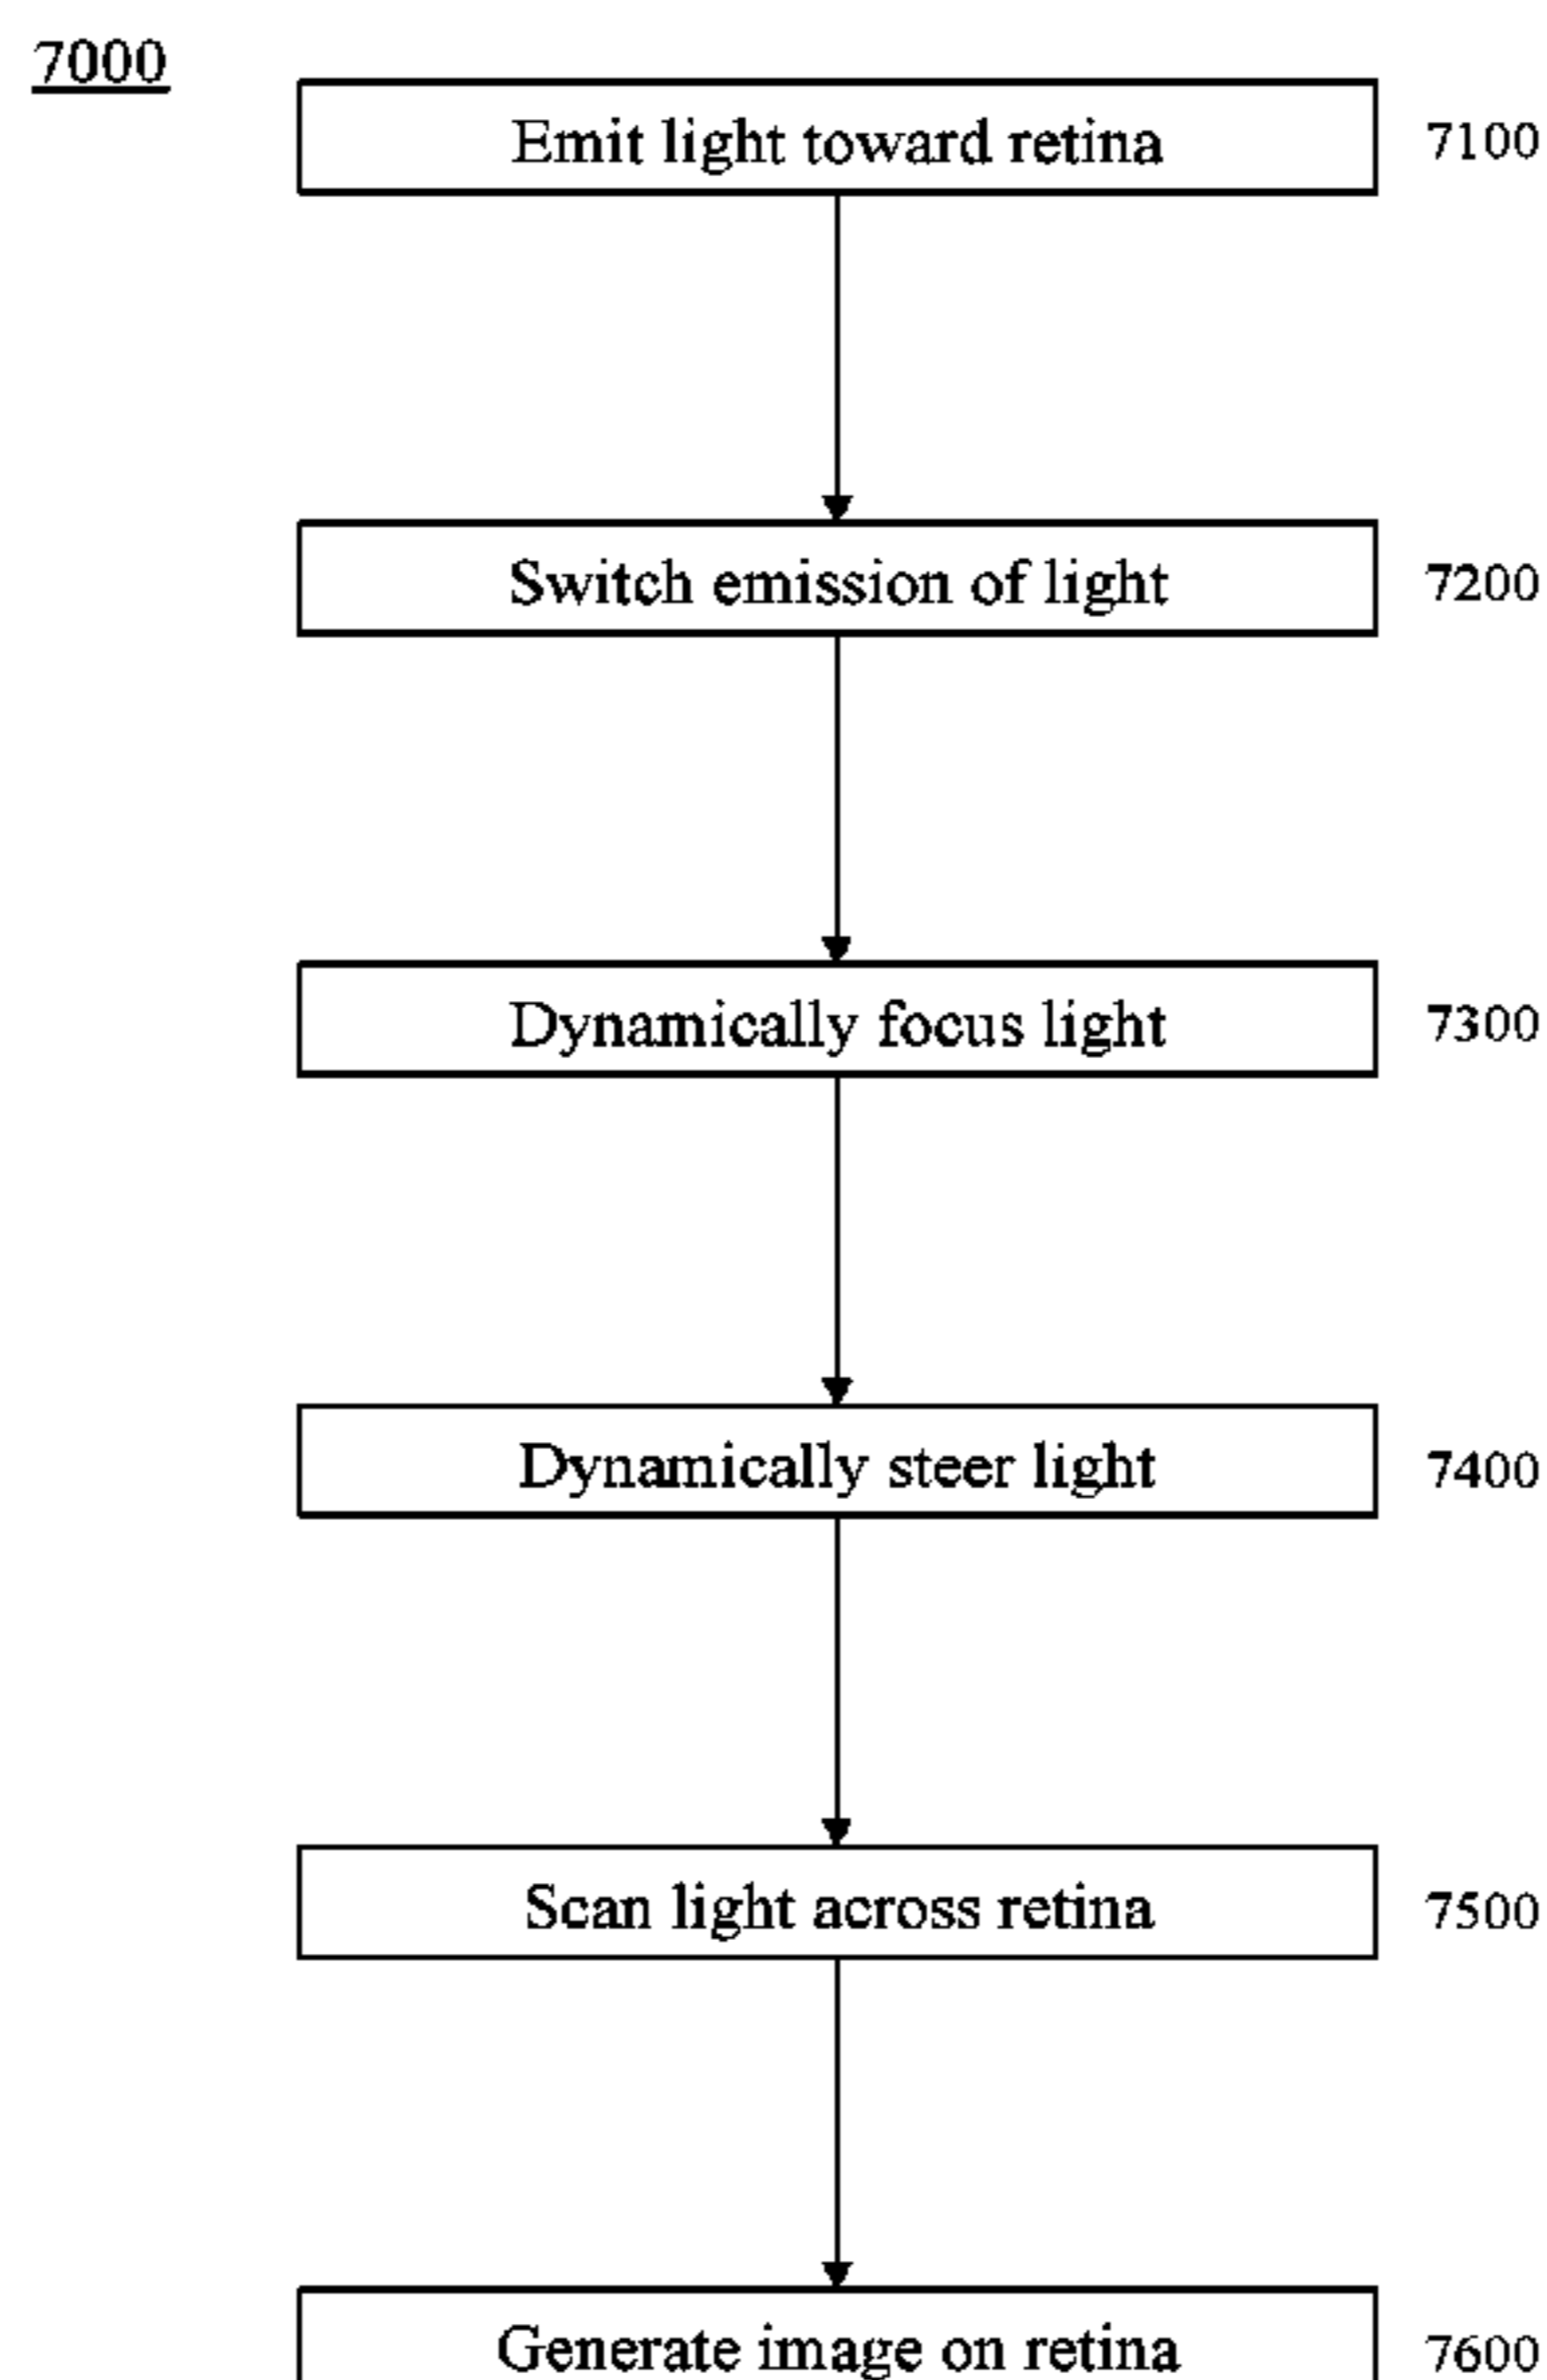 7000
Emit light toward retina 7100
Switch emission of light 7200
Dynamically focus light 7300
Dynamically steer light 7400
Scan light across retina 7500
Generate image on retina 7600